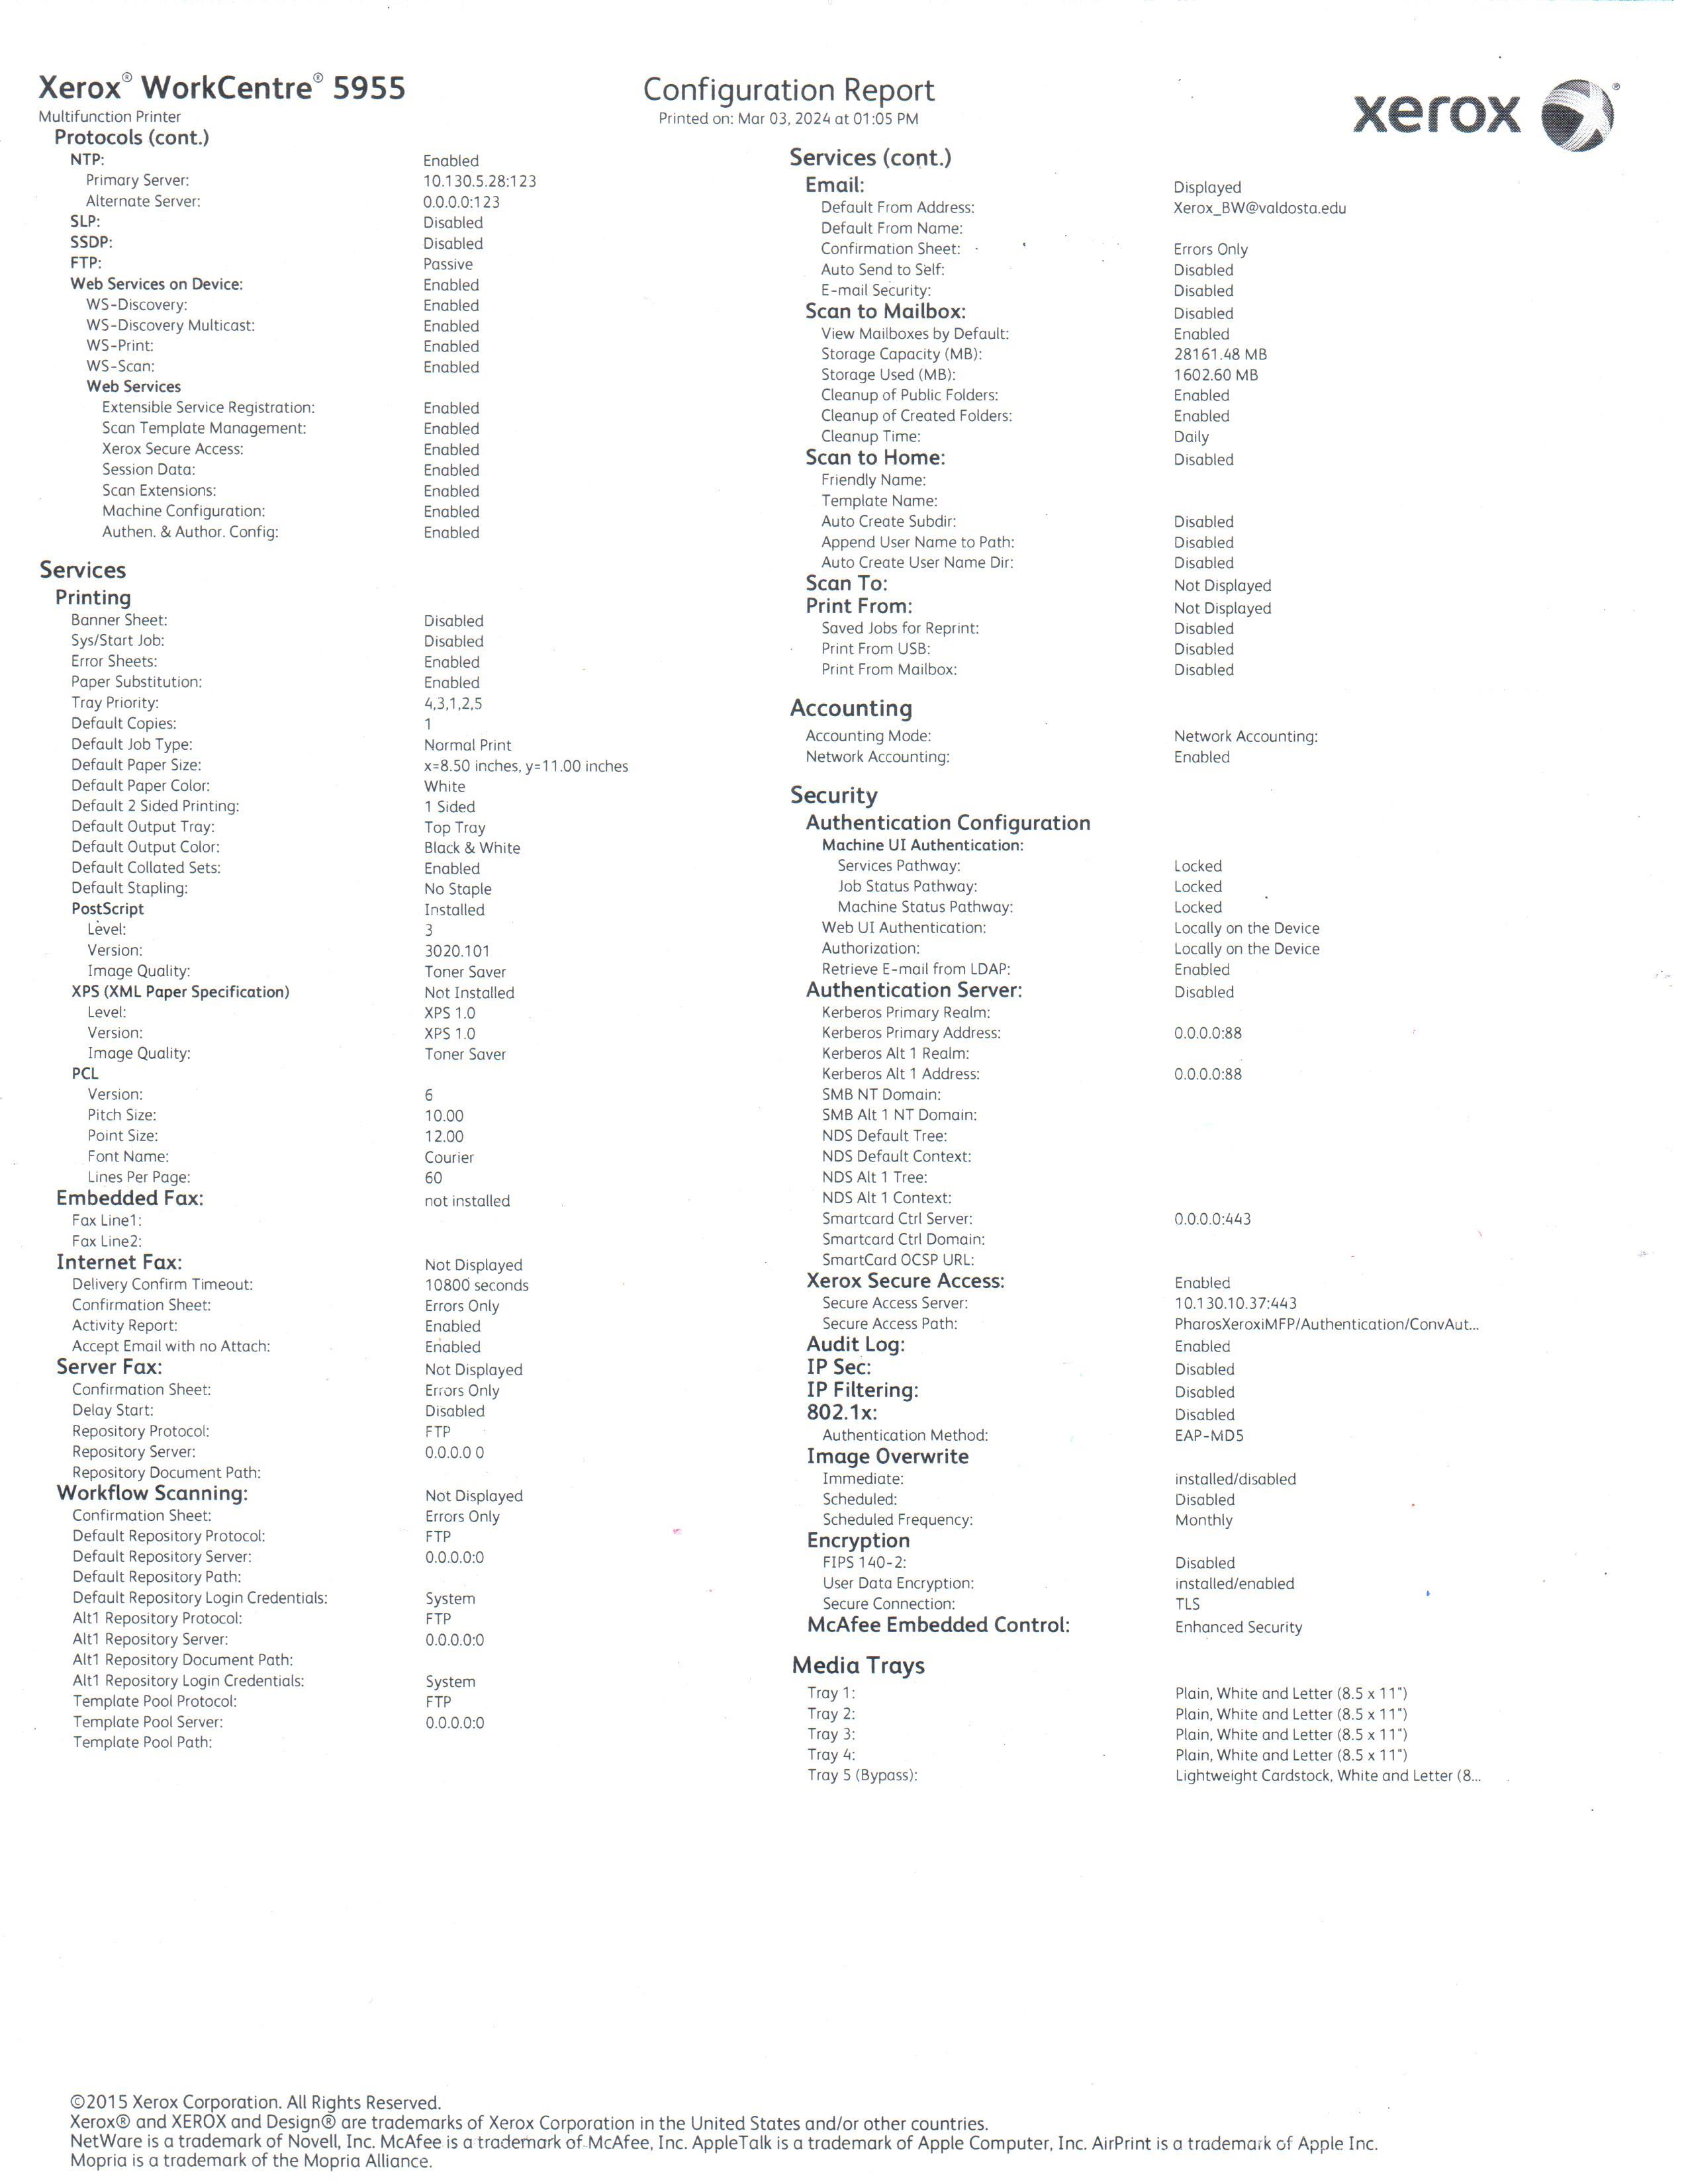 Xerox® WorkCentre® 5955
Multifunction Printer
Configuration Report
Printed on: Mar 03, 2024 at 01:05 PM
xerox ®
Protocols (cont.)
NTP: Enabled
Primary Server: 10.130.5.28:123
Alternate Server: 0.0.0.0:123
SLP: Disabled
SSDP: Disabled
FTP: Passive
Web Services on Device: Enabled
WS-Discovery: Enabled
WS-Discovery Multicast: Enabled
WS-Print: Enabled
WS-Scan: Enabled
Web Services
Extensible Service Registration: Enabled
Scan Template Management: Enabled
Xerox Secure Access: Enabled
Session Data: Enabled
Scan Extensions: Enabled
Machine Configuration: Enabled
Authen. & Author. Config: Enabled
Services
Printing
Banner Sheet: Disabled
Sys/Start Job: Disabled
Error Sheets: Enabled
Paper Substitution: Enabled
Tray Priority: 4,3,1,2,5
Default Copies: 1
Default Job Type: Normal Print
Default Paper Size: x=8.50 inches, y=11.00 inches
Default Paper Color: White
Default 2 Sided Printing: 1 Sided
Default Output Tray: Top Tray
Default Output Color: Black & White
Default Collated Sets: Enabled
Default Stapling: No Staple
PostScript Installed
Level: 3
Version: 3020.101
Image Quality: Toner Saver
XPS (XML Paper Specification) Not Installed
Level: XPS 1.0
Version: XPS 1.0
Image Quality: Toner Saver
PCL
Version: 6
Pitch Size: 10.00
Point Size: 12.00
Font Name: Courier
Lines Per Page: 60
Embedded Fax: not installed
Fax Line1:
Fax Line2:
Internet Fax: Not Displayed
Delivery Confirm Timeout: 10800 seconds
Confirmation Sheet: Errors Only
Activity Report: Enabled
Accept Email with no Attach: Enabled
Server Fax: Not Displayed
Confirmation Sheet: Errors Only
Delay Start: Disabled
Repository Protocol: FTP
Repository Server: 0.0.0.0 0
Repository Document Path:
Workflow Scanning: Not Displayed
Confirmation Sheet: Errors Only
Default Repository Protocol: FTP
Default Repository Server: 0.0.0.0:0
Default Repository Path:
Default Repository Login Credentials: System
Alt1 Repository Protocol: FTP
Alt1 Repository Server: 0.0.0.0:0
Alt1 Repository Document Path:
Alt1 Repository Login Credentials: System
Template Pool Protocol: FTP
Template Pool Server: 0.0.0.0:0
Template Pool Path:
Services (cont.)
Email: Displayed
Default From Address: Xerox_BW@valdosta.edu
Default From Name:
Confirmation Sheet: Errors Only
Auto Send to Self: Disabled
E-mail Security: Disabled
Scan to Mailbox: Disabled
View Mailboxes by Default: Enabled
Storage Capacity (MB): 28161.48 MB
Storage Used (MB): 1602.60 MB
Cleanup of Public Folders: Enabled
Cleanup of Created Folders: Enabled
Cleanup Time: Daily
Scan to Home: Disabled
Friendly Name:
Template Name:
Auto Create Subdir: Disabled
Append User Name to Path: Disabled
Auto Create User Name Dir: Disabled
Scan To: Not Displayed
Print From: Not Displayed
Saved Jobs for Reprint: Disabled
Print From USB: Disabled
Print From Mailbox: Disabled
Accounting
Accounting Mode: Network Accounting:
Network Accounting: Enabled
Security
Authentication Configuration
Machine UI Authentication:
Services Pathway: Locked
Job Status Pathway: Locked
Machine Status Pathway: Locked
Web UI Authentication: Locally on the Device
Authorization: Locally on the Device
Retrieve E-mail from LDAP: Enabled
Authentication Server: Disabled
Kerberos Primary Realm:
Kerberos Primary Address: 0.0.0.0:88
Kerberos Alt 1 Realm:
Kerberos Alt 1 Address: 0.0.0.0:88
SMB NT Domain:
SMB Alt 1 NT Domain:
NDS Default Tree:
NDS Default Context:
NDS Alt 1 Tree:
NDS Alt 1 Context:
Smartcard Ctrl Server: 0.0.0.0:443
Smartcard Ctrl Domain:
SmartCard OCSP URL:
Xerox Secure Access: Enabled
Secure Access Server: 10.130.10.37:443
Secure Access Path: PharosXeroxiMFP/Authentication/ConvAut...
Audit Log: Enabled
IP Sec: Disabled
IP Filtering: Disabled
802.1x: Disabled
Authentication Method: EAP-MD5
Image Overwrite
Immediate: installed/disabled
Scheduled: Disabled
Scheduled Frequency: Monthly
Encryption
FIPS 140-2: Disabled
User Data Encryption: installed/enabled
Secure Connection: TLS
McAfee Embedded Control: Enhanced Security
Media Trays
Tray 1: Plain, White and Letter (8.5 x 11")
Tray 2: Plain, White and Letter (8.5 x 11")
Tray 3: Plain, White and Letter (8.5 x 11")
Tray 4: Plain, White and Letter (8.5 x 11")
Tray 5 (Bypass): Lightweight Cardstock, White and Letter (8...
©2015 Xerox Corporation. All Rights Reserved.
Xerox® and XEROX and Design® are trademarks of Xerox Corporation in the United States and/or other countries.
NetWare is a trademark of Novell, Inc. McAfee is a trademark of McAfee, Inc. AppleTalk is a trademark of Apple Computer, Inc. AirPrint is a trademark of Apple Inc.
Mopria is a trademark of the Mopria Alliance.